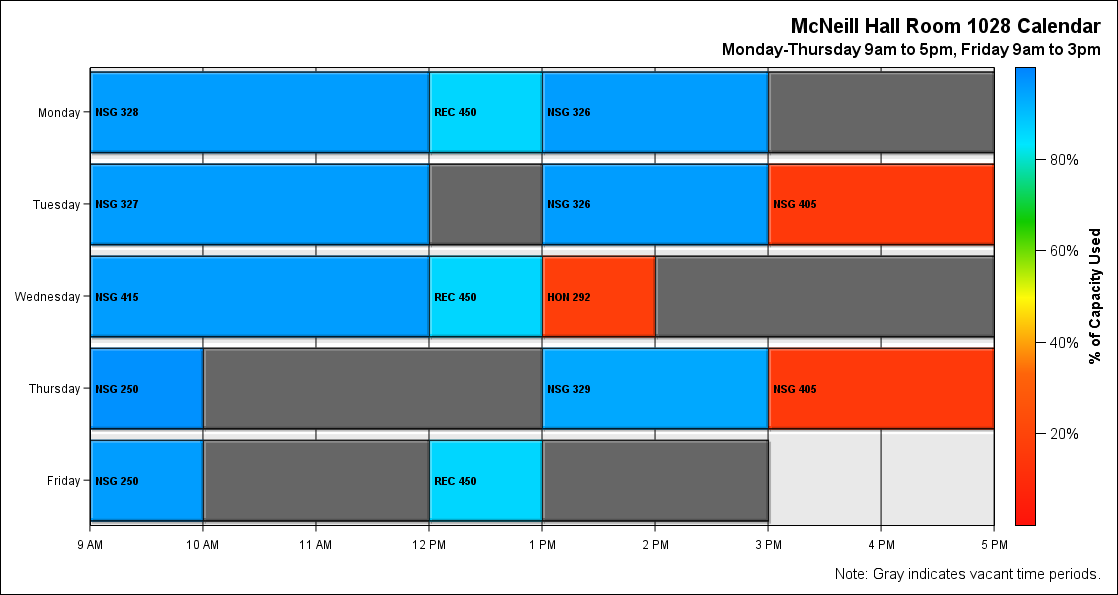 McNeill Hall Room 1028 Calendar
Monday-Thursday 9am to 5pm, Friday 9am to 3pm
Monday
NSG 328
REC 450
NSG 326
Tuesday
NSG 327
NSG 326
NSG 405
Wednesday
NSG 415
REC 450
HON 292
Thursday
NSG 250
NSG 329
NSG 405
Friday
NSG 250
REC 450
9 AM
10 AM
11 AM
12 PM
1 PM
2 PM
3 PM
4 PM
5 PM
80%
60%
40%
20%
% of Capacity Used
Note: Gray indicates vacant time periods.